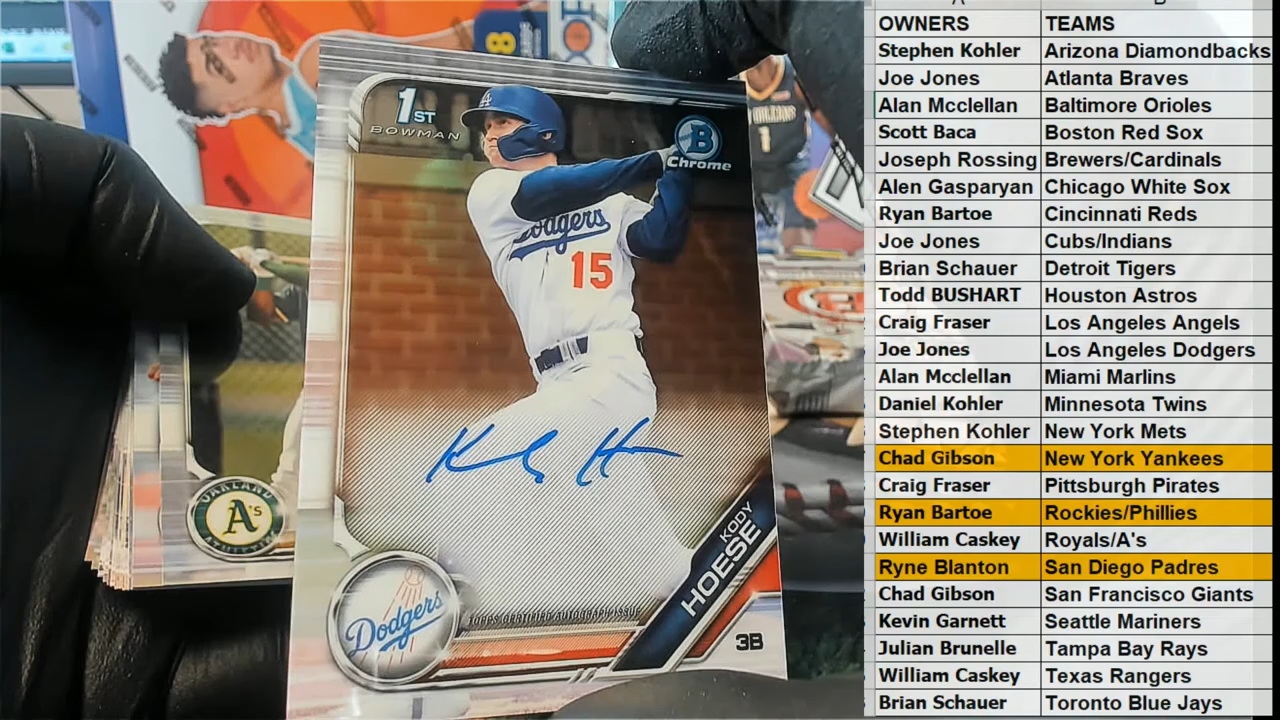 8
1ST
BOWMAN
B
Chrome
Dodgers
15
1
OAKLAND
A's
ATHLETICS
KODY
HOESE
Dodgers
TOPPS CERTIFIED AUTOGRAPH ISSUE
3B
OWNERS TEAMS
Stephen Kohler Arizona Diamondbacks
Joe Jones Atlanta Braves
Alan Mcclellan Baltimore Orioles
Scott Baca Boston Red Sox
Joseph Rossing Brewers/Cardinals
Alen Gasparyan Chicago White Sox
Ryan Bartoe Cincinnati Reds
Joe Jones Cubs/Indians
Brian Schauer Detroit Tigers
Todd BUSHART Houston Astros
Craig Fraser Los Angeles Angels
Joe Jones Los Angeles Dodgers
Alan Mcclellan Miami Marlins
Daniel Kohler Minnesota Twins
Stephen Kohler New York Mets
Chad Gibson New York Yankees
Craig Fraser Pittsburgh Pirates
Ryan Bartoe Rockies/Phillies
William Caskey Royals/A's
Ryne Blanton San Diego Padres
Chad Gibson San Francisco Giants
Kevin Garnett Seattle Mariners
Julian Brunelle Tampa Bay Rays
William Caskey Texas Rangers
Brian Schauer Toronto Blue Jays